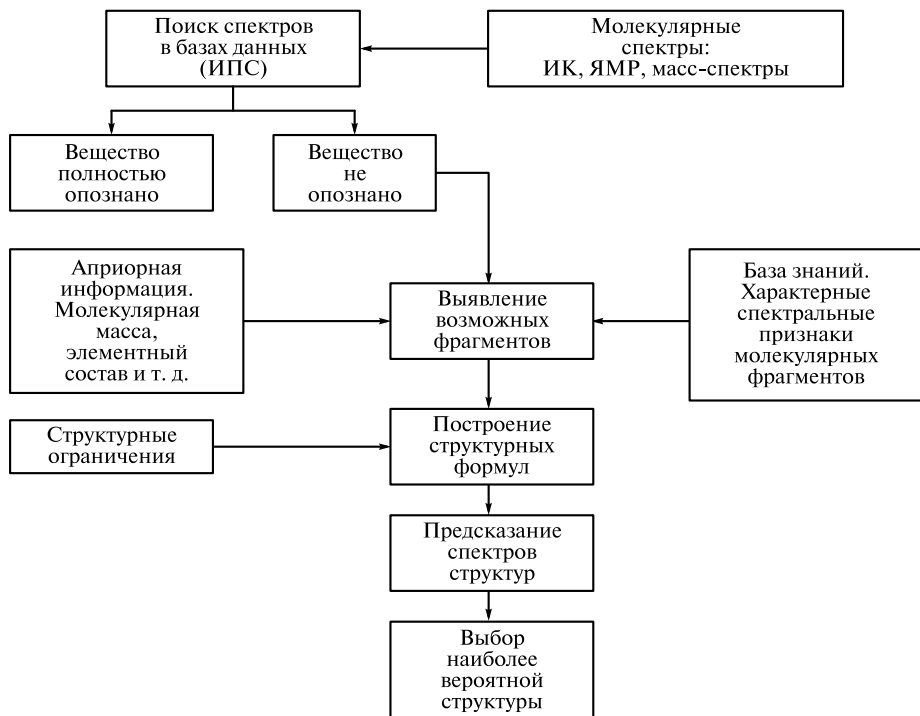 Поиск спектров
в базах данных
(ИПС)
Молекулярные
спектры:
ИК, ЯМР, масс-спектры
Вещество
полностью
опознано
Вещество
не
опознано
Априорная
информация.
Молекулярная
масса,
элементный
состав и т. д.
Выявление
возможных
фрагментов
База знаний.
Характерные
спектральные
признаки
молекулярных
фрагментов
Структурные
ограничения
Построение
структурных
формул
Предсказание
спектров
структур
Выбор
наиболее
вероятной
структуры